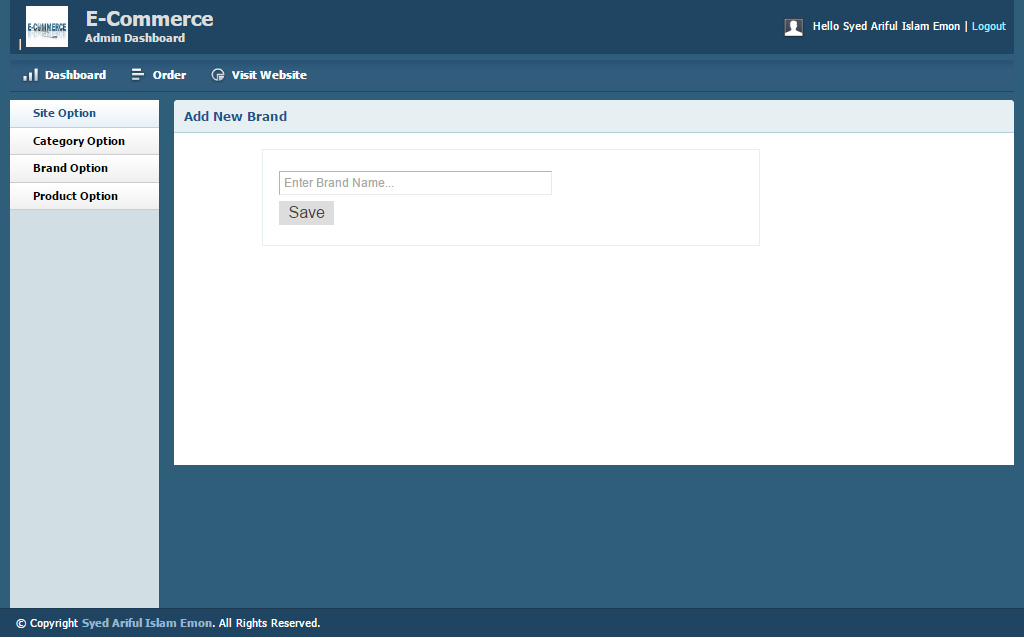 E-COMMERCE
E-Commerce
Admin Dashboard
|
Hello Syed Ariful Islam Emon | Logout
Dashboard Order Visit Website
Site Option
Category Option
Brand Option
Product Option
Add New Brand
Enter Brand Name...
Save
© Copyright Syed Ariful Islam Emon. All Rights Reserved.